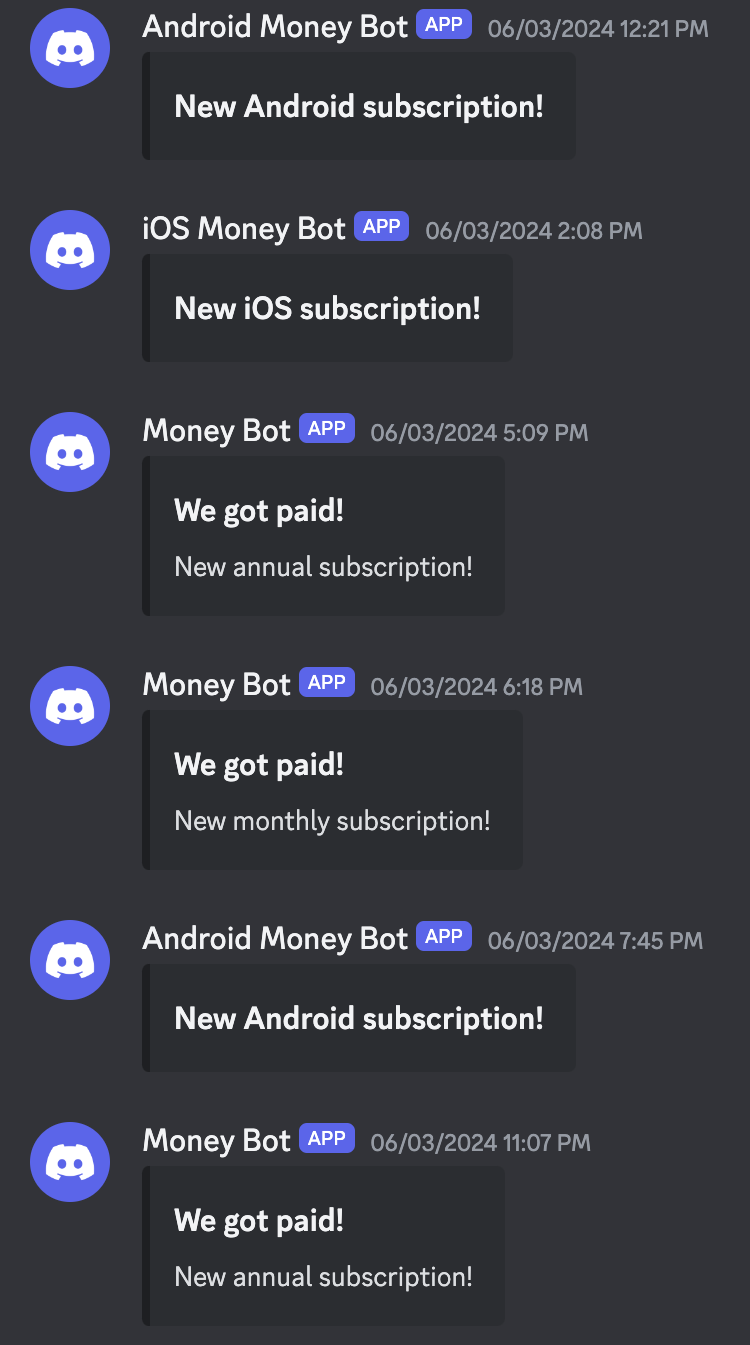 Android Money Bot APP 06/03/2024 12:21 PM
New Android subscription!
iOS Money Bot APP 06/03/2024 2:08 PM
New iOS subscription!
Money Bot APP 06/03/2024 5:09 PM
We got paid!
New annual subscription!
Money Bot APP 06/03/2024 6:18 PM
We got paid!
New monthly subscription!
Android Money Bot APP 06/03/2024 7:45 PM
New Android subscription!
Money Bot APP 06/03/2024 11:07 PM
We got paid!
New annual subscription!